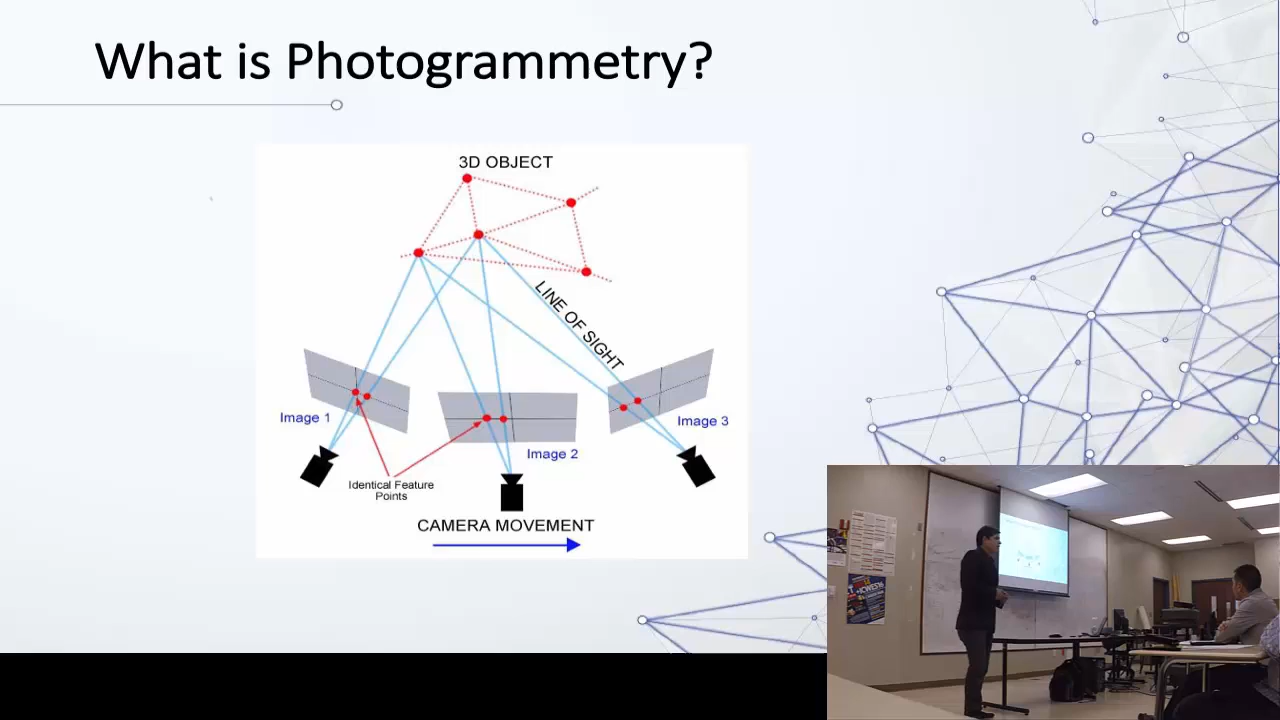 What is Photogrammetry?
3D OBJECT
LINE OF SIGHT
Image 1
Image 2
Image 3
Identical Feature
Points
CAMERA MOVEMENT